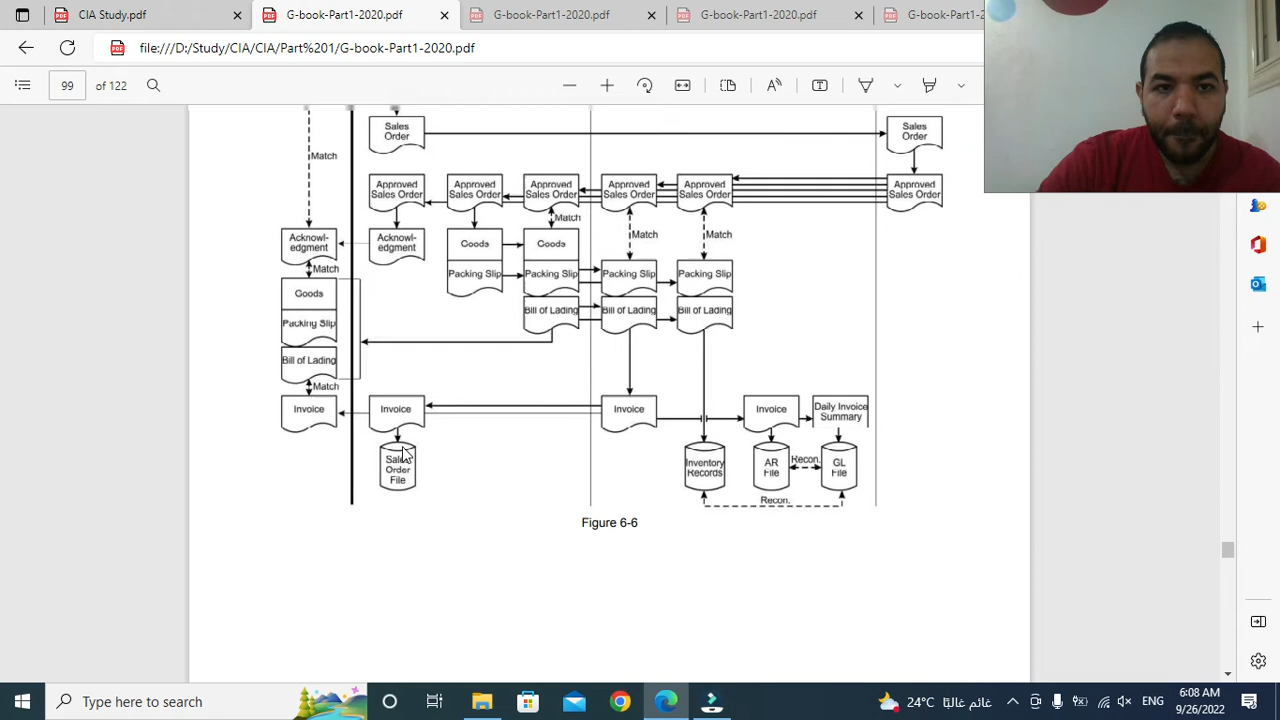 CIA Study.pdf
G-book-Part1-2020.pdf
G-book-Part1-2020.pdf
G-book-Part1-2020.pdf
G-book-Part1-
file:///D:/Study/CIA/CIA/Part%201/G-book-Part1-2020.pdf
99 of 122
Sales Order
Sales Order
Match
Approved Sales Order
Approved Sales Order
Approved Sales Order
Approved Sales Order
Approved Sales Order
Approved Sales Order
Match
Match
Match
Acknowl-edgment
Acknowl-edgment
Goods
Goods
Match
Packing Slip
Packing Slip
Packing Slip
Packing Slip
Goods
Bill of Lading
Bill of Lading
Bill of Lading
Packing Slip
Bill of Lading
Match
Invoice
Invoice
Invoice
Invoice
Daily Invoice Summary
Sales Order File
Inventory Records
AR File
Recon.
GL File
Recon.
Figure 6-6
Type here to search
24°C غائم غالبًا
ENG
6:08 AM
9/26/2022